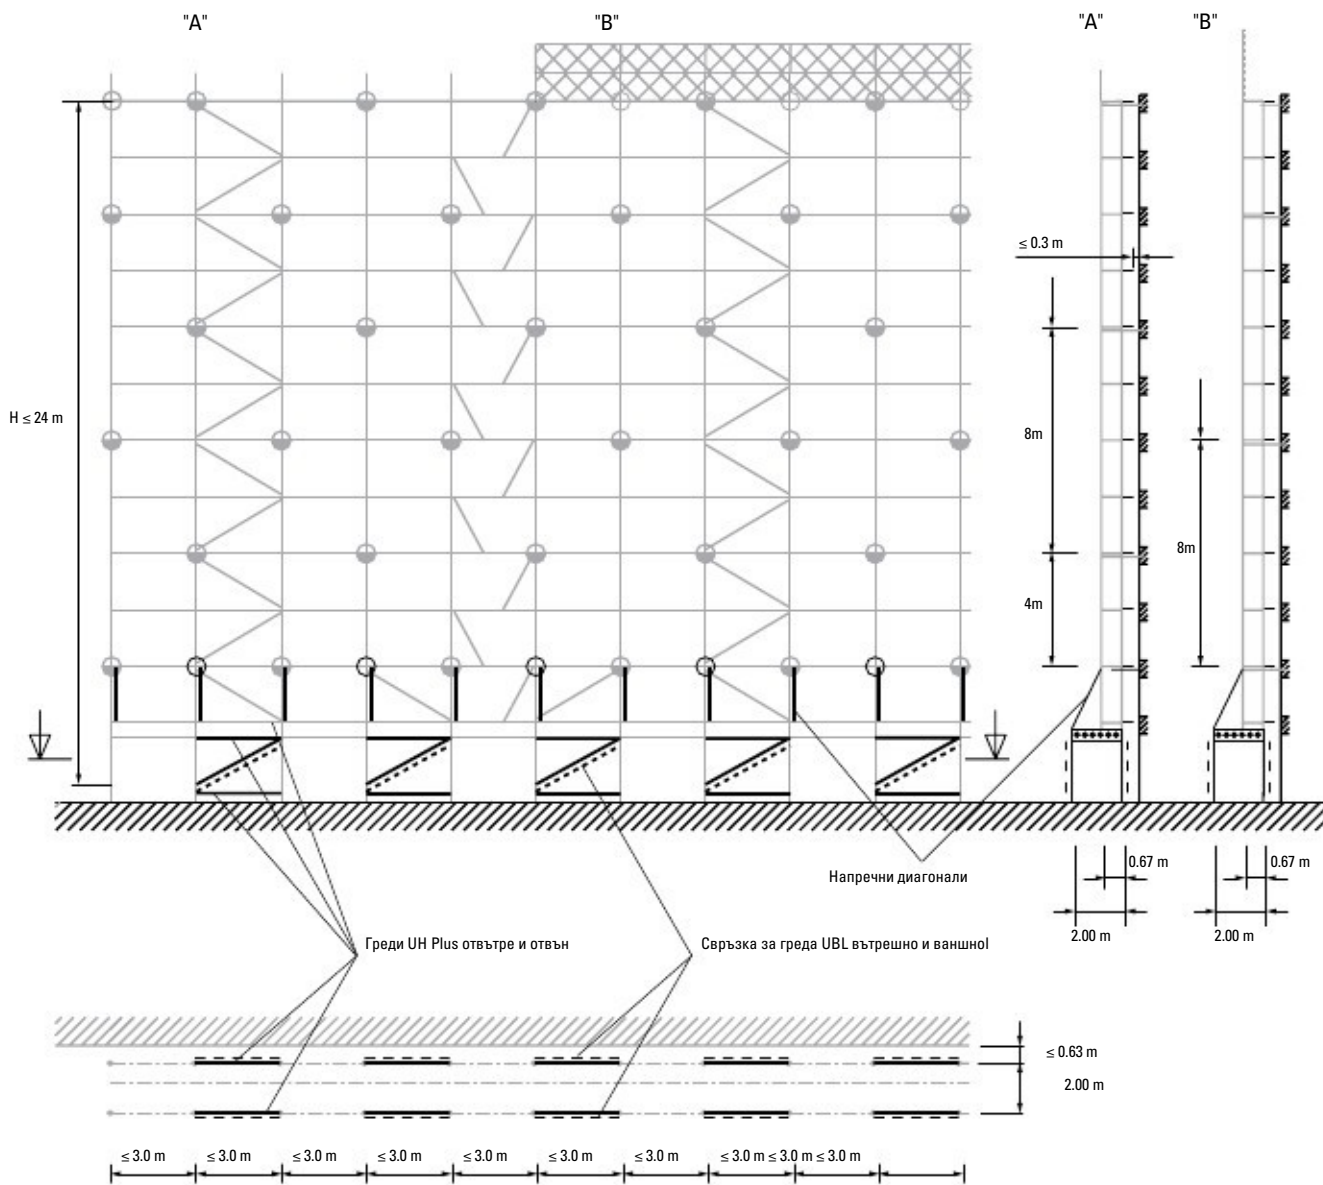 "A" "B" "A" "B"
≤ 0.3 m
H ≤ 24 m
8m
8m
4m
Напречни диагонали
0.67 m 0.67 m
2.00 m 2.00 m
Греди UH Plus отвътре и отвън
Свръзка за греда UBL вътрешно и ваншноl
≤ 0.63 m
2.00 m
≤ 3.0 m ≤ 3.0 m ≤ 3.0 m ≤ 3.0 m ≤ 3.0 m ≤ 3.0 m ≤ 3.0 m ≤ 3.0 m ≤ 3.0 m ≤ 3.0 m